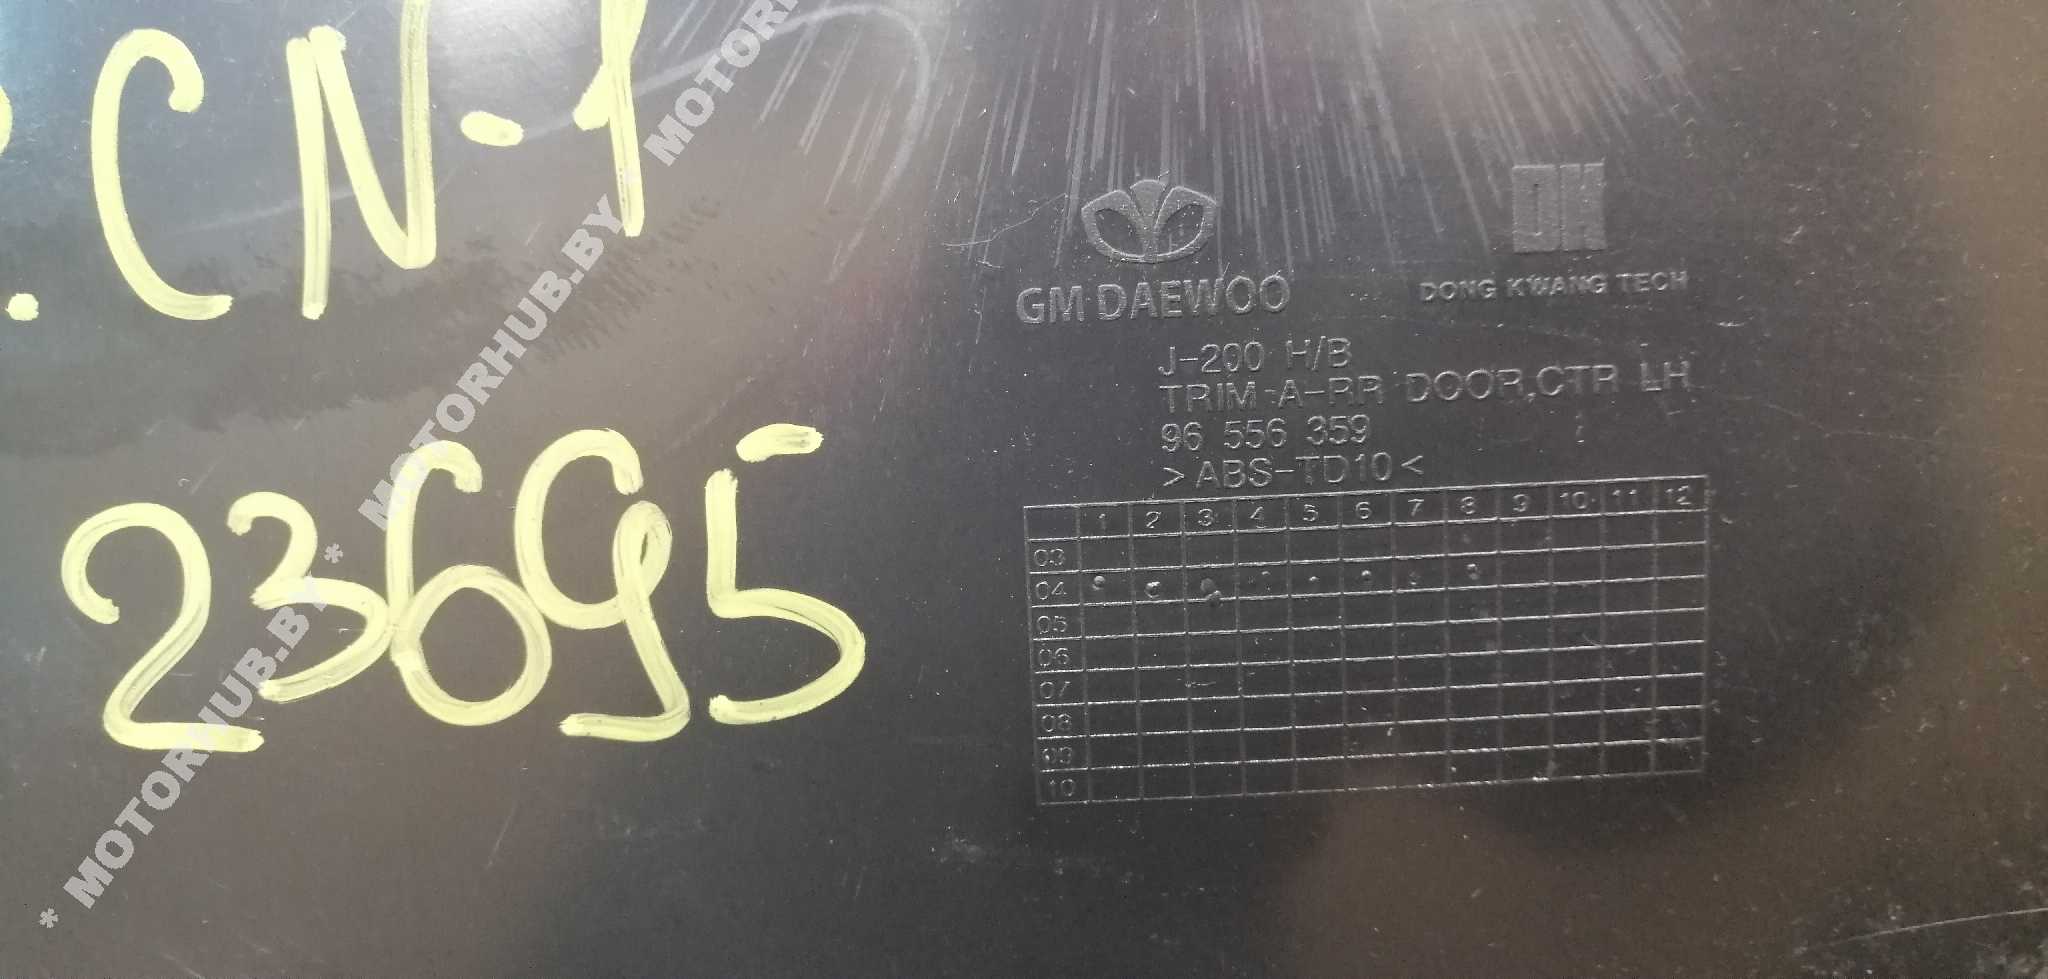 CN-1
23695
GM DAEWOO
DH
DONG KWANG TECH
J-200 H/B
TRIM A-RR DOOR,CTR LH
96 556 359
>ABS-TD10<
1 2 3 4 5 6 7 8 9 10 11 12
03
04
05
06
07
08
09
10
MOTORHUB.BY
* MOTORHUB.BY * MOTORHUB.BY